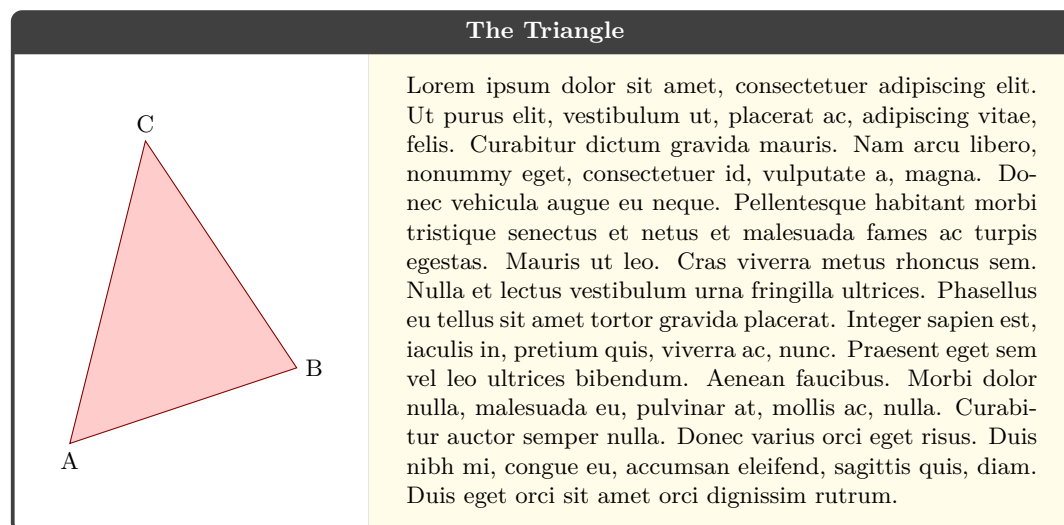 The Triangle
C
B
A
Lorem ipsum dolor sit amet, consectetuer adipiscing elit.
Ut purus elit, vestibulum ut, placerat ac, adipiscing vitae,
felis. Curabitur dictum gravida mauris. Nam arcu libero,
nonummy eget, consectetuer id, vulputate a, magna. Do-
nec vehicula augue eu neque. Pellentesque habitant morbi
tristique senectus et netus et malesuada fames ac turpis
egestas. Mauris ut leo. Cras viverra metus rhoncus sem.
Nulla et lectus vestibulum urna fringilla ultrices. Phasellus
eu tellus sit amet tortor gravida placerat. Integer sapien est,
iaculis in, pretium quis, viverra ac, nunc. Praesent eget sem
vel leo ultrices bibendum. Aenean faucibus. Morbi dolor
nulla, malesuada eu, pulvinar at, mollis ac, nulla. Curabi-
tur auctor semper nulla. Donec varius orci eget risus. Duis
nibh mi, congue eu, accumsan eleifend, sagittis quis, diam.
Duis eget orci sit amet orci dignissim rutrum.